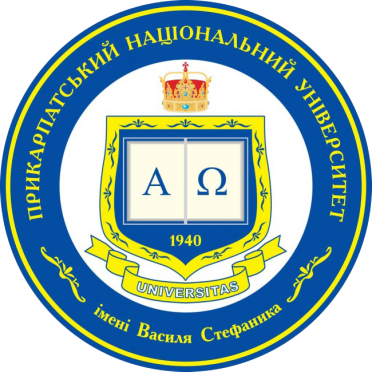 ПРИКАРПАТСЬКИЙ НАЦІОНАЛЬНИЙ УНІВЕРСИТЕТ
Α Ω
1940
UNIVERSITAS
імені Василя Стефаника